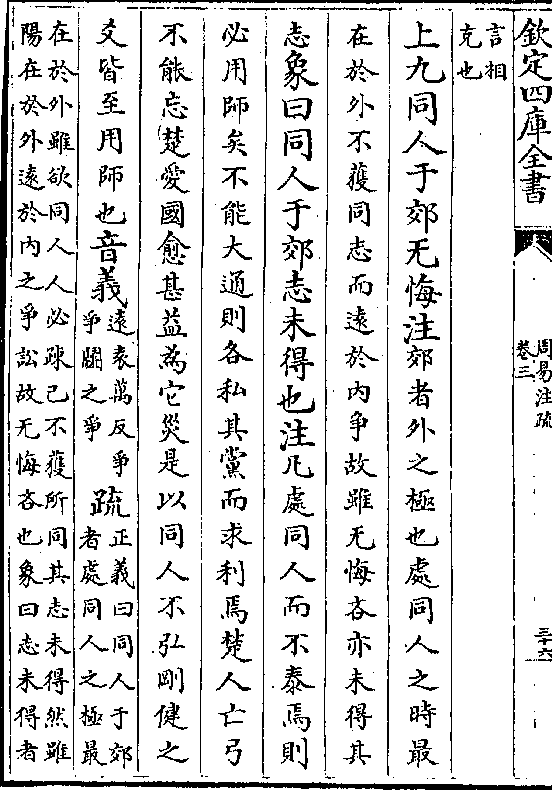 欽定四庫全書
周易注疏
卷三
三十六
言相
克也
上九同人于郊无悔注郊者外之極也處同人之時最
在於外不獲同志而遠於內爭故雖无悔吝亦未得其
志象曰同人于郊志未得也注凡處同人而不泰焉則
必用師矣不能大通則各私其黨而求利焉楚人亡弓
不能忘楚愛國愈甚益為它災是以同人不弘剛健之
爻皆至用師也音義
遠袁萬反爭
爭鬭之爭
疏
正義曰同人于郊
者處同人之極最
在於外雖欲同人人必疎己不獲所同其志未得然雖
陽在於外遠於內之爭訟故无悔吝也象曰志未得者